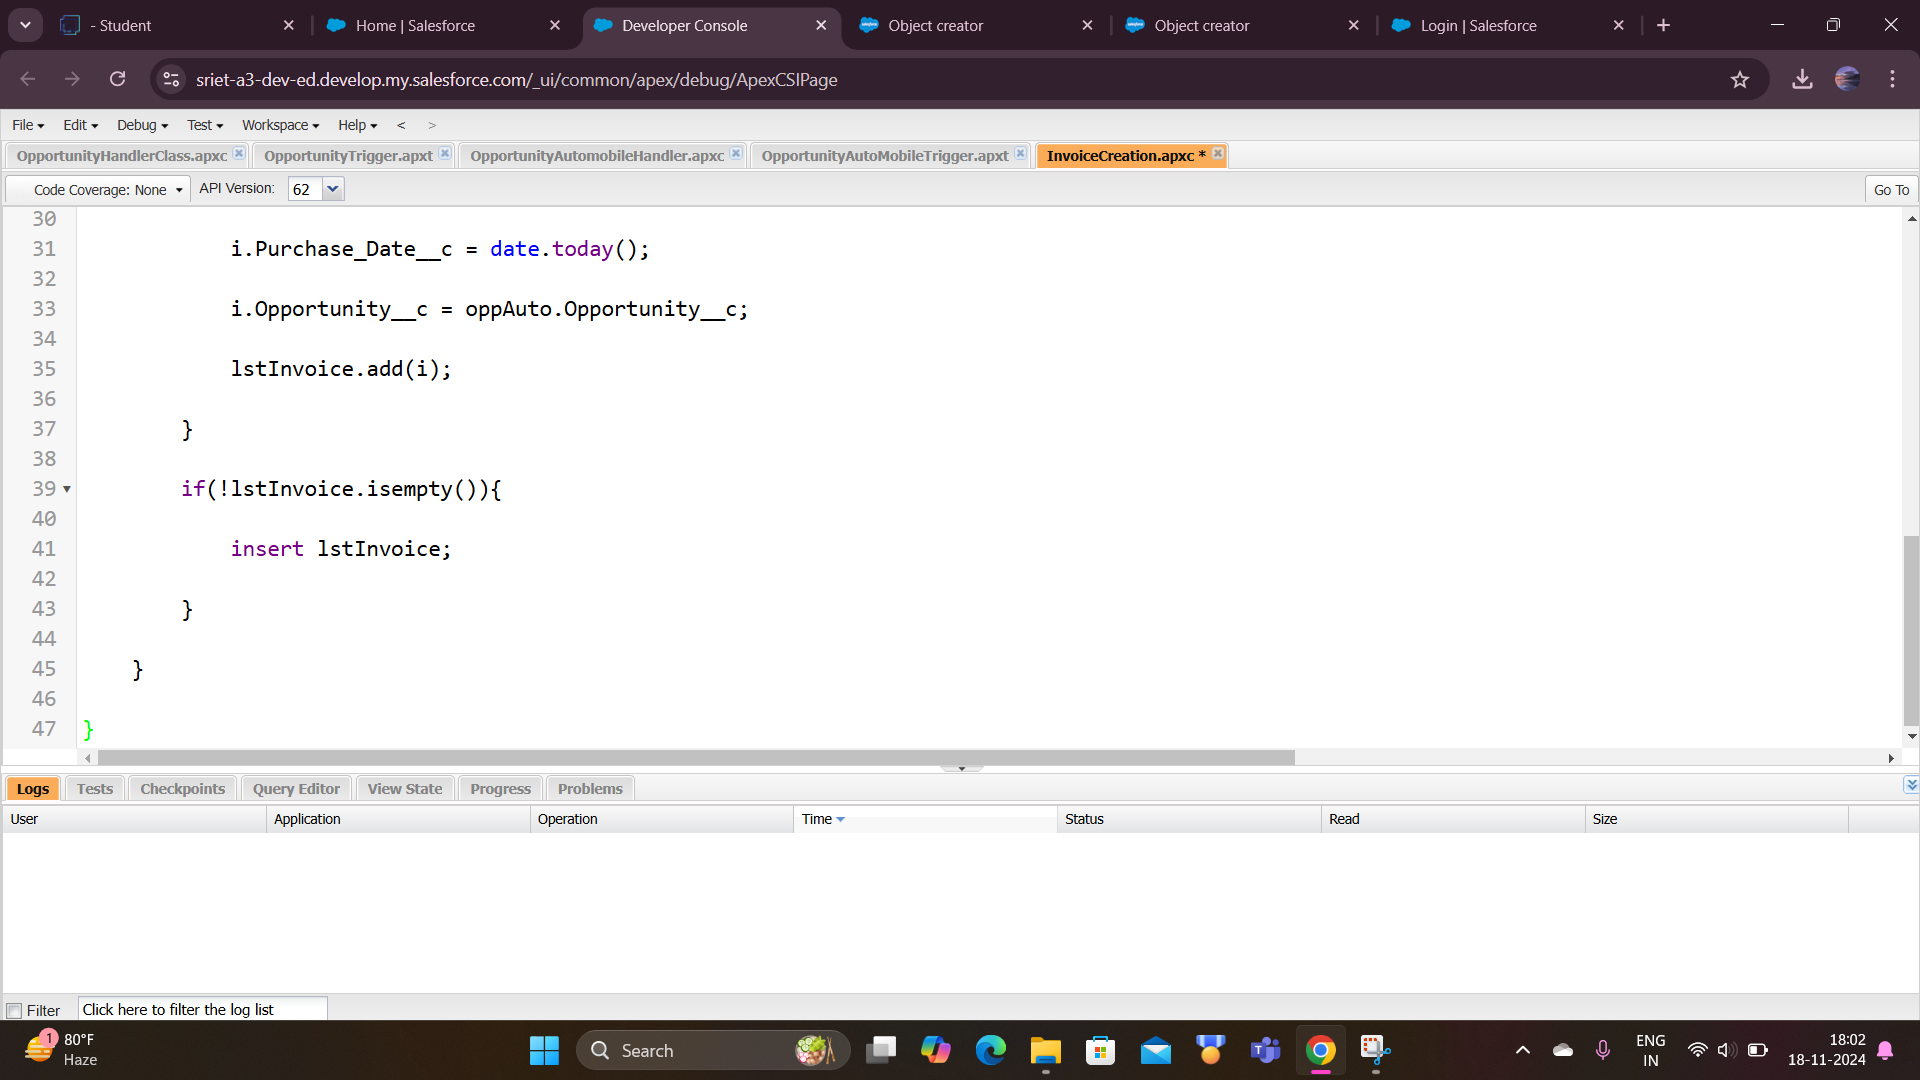 - Student
Home | Salesforce
Developer Console
Object creator
Object creator
Login | Salesforce
sriet-a3-dev-ed.develop.my.salesforce.com/_ui/common/apex/debug/ApexCSIPage
File Edit Debug Test Workspace Help < >
OpportunityHandlerClass.apxc OpportunityTrigger.apxt OpportunityAutomobileHandler.apxc OpportunityAutoMobileTrigger.apxt InvoiceCreation.apxc *
Code Coverage: None API Version: 62 Go To
30
31 i.Purchase_Date__c = date.today();
32
33 i.Opportunity__c = oppAuto.Opportunity__c;
34
35 lstInvoice.add(i);
36
37 }
38
39 if(!lstInvoice.isempty()){
40
41 insert lstInvoice;
42
43 }
44
45 }
46
47 }
Logs Tests Checkpoints Query Editor View State Progress Problems
User Application Operation Time Status Read Size
Filter Click here to filter the log list
1 80°F
Haze
Search
ENG
IN
18:02
18-11-2024